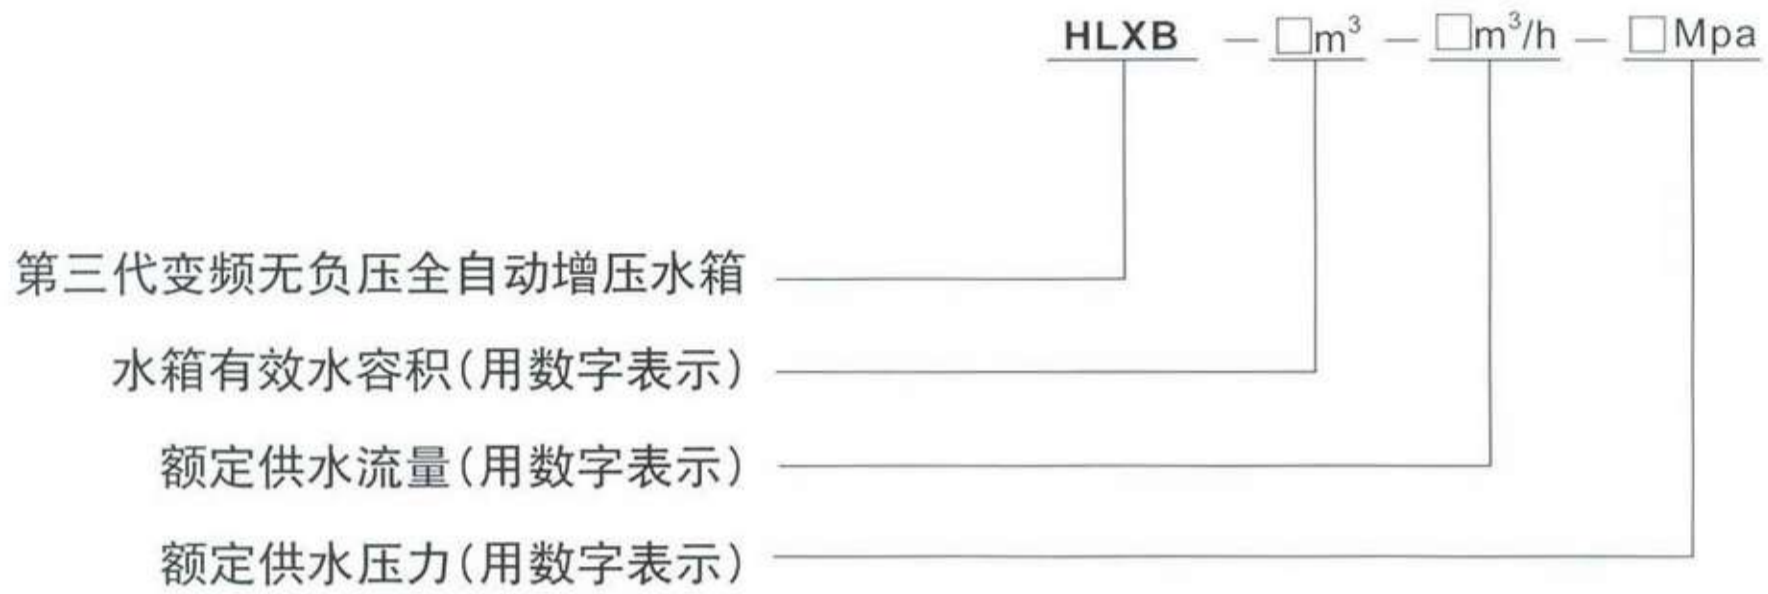 HLXB — □m³ — □m³/h — □Mpa
第三代变频无负压全自动增压水箱
水箱有效水容积(用数字表示)
额定供水流量(用数字表示)
额定供水压力(用数字表示)